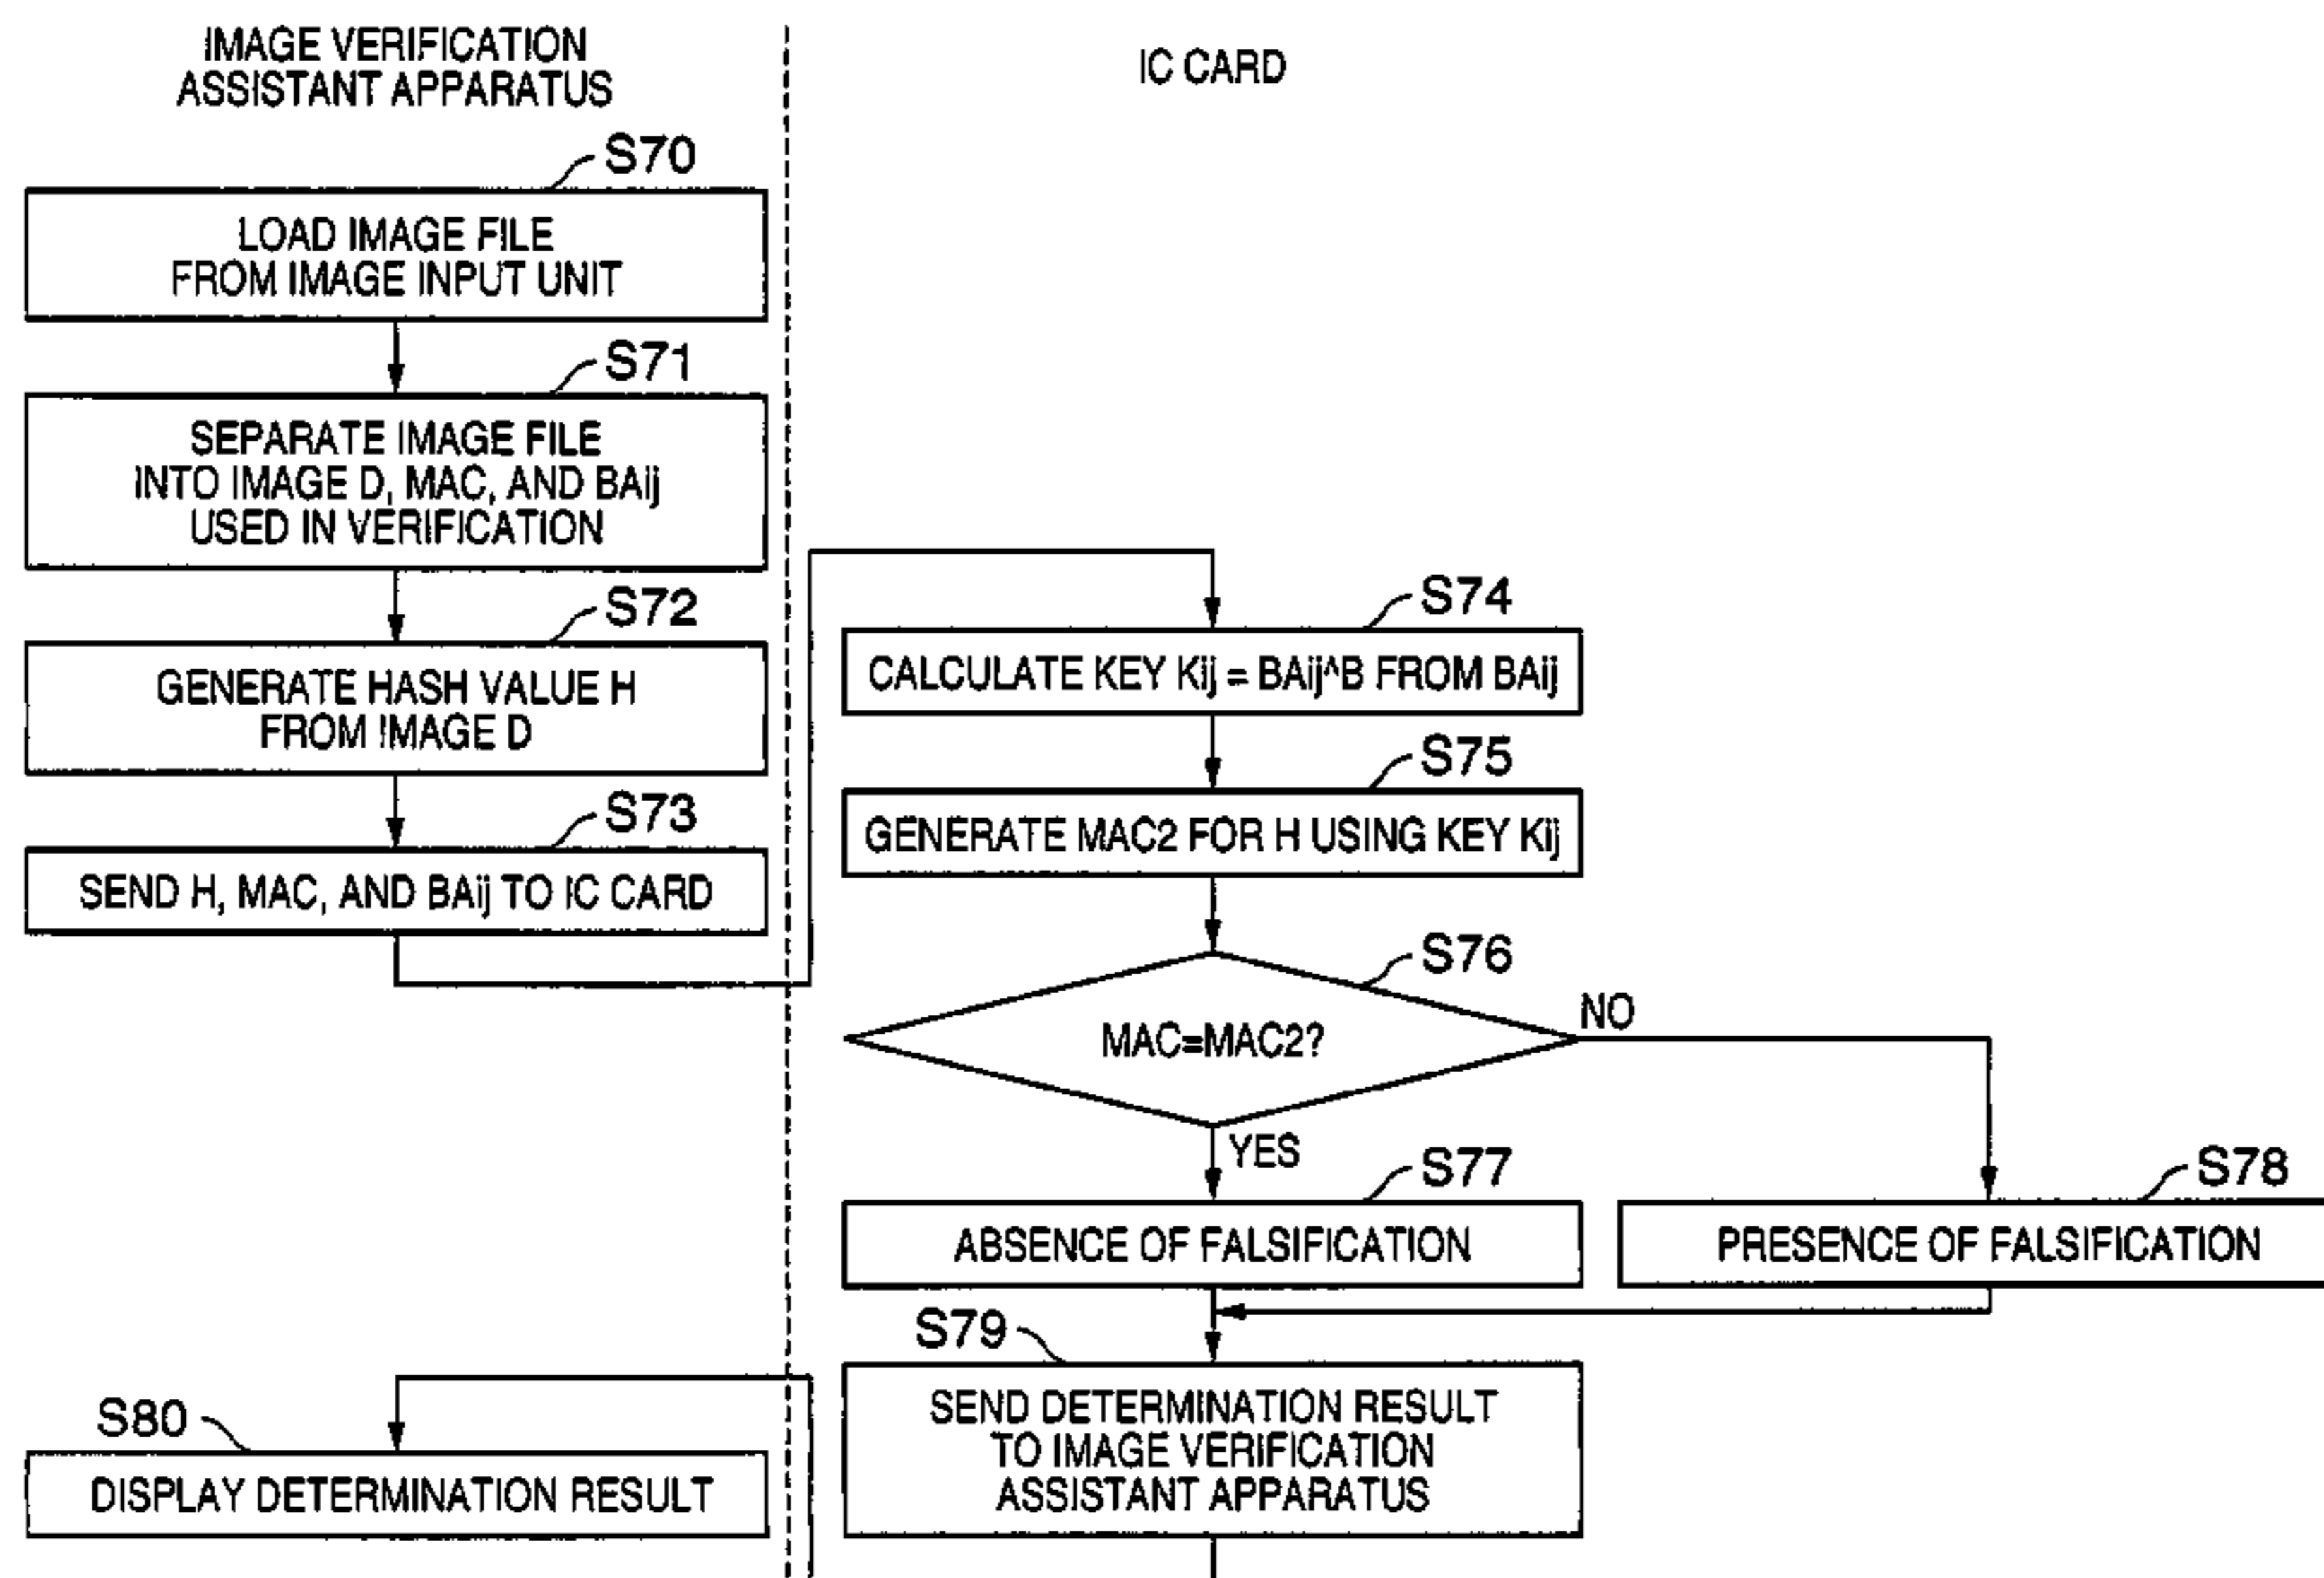 IMAGE VERIFICATION
ASSISTANT APPARATUS
IC CARD
S70
LOAD IMAGE FILE
FROM IMAGE INPUT UNIT
S71
SEPARATE IMAGE FILE
INTO IMAGE D, MAC, AND BAij
USED IN VERIFICATION
S72
GENERATE HASH VALUE H
FROM IMAGE D
S73
SEND H, MAC, AND BAij TO IC CARD
S74
CALCULATE KEY Kij = BAij^B FROM BAij
S75
GENERATE MAC2 FOR H USING KEY Kij
S76
MAC=MAC2?
NO
YES
S77
ABSENCE OF FALSIFICATION
S78
PRESENCE OF FALSIFICATION
S79
SEND DETERMINATION RESULT
TO IMAGE VERIFICATION
ASSISTANT APPARATUS
S80
DISPLAY DETERMINATION RESULT